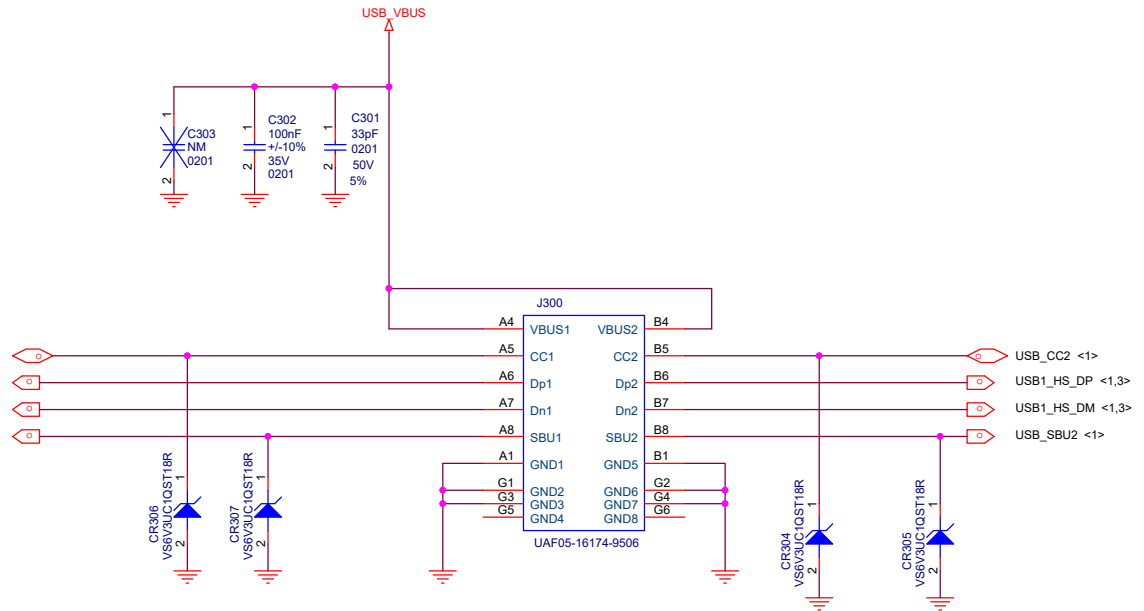 USB_VBUS
1
C303
NM
0201
2
1
C302
100nF
+/-10%
35V
0201
2
1
C301
33pF
0201
50V
5%
2
J300
A4 VBUS1 VBUS2 B4
A5 CC1 CC2 B5 USB_CC2 <1>
A6 Dp1 Dp2 B6 USB1_HS_DP <1,3>
A7 Dn1 Dn2 B7 USB1_HS_DM <1,3>
A8 SBU1 SBU2 B8 USB_SBU2 <1>
A1 GND1 GND5 B1
G1 GND2 GND6 G2
G3 GND3 GND7 G4
G5 GND4 GND8 G6
UAF05-16174-9506
CR306
VS6V3UC1QST18R
1
2
CR307
VS6V3UC1QST18R
1
2
CR304
VS6V3UC1QST18R
1
2
CR305
VS6V3UC1QST18R
1
2